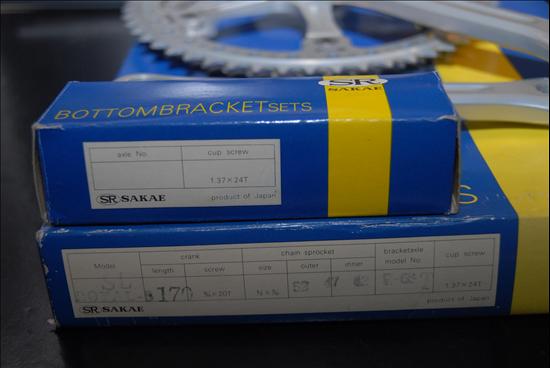 SR
SAKAE
BOTTOMBRACKETSETS
axle No. cup screw
1.37×24T
SR SAKAE product of Japan
S
Model crank chain sprocket bracketaxle model No. cup screw
length screw size outer inner
170 20T 1.37×24T
SR SAKAE product of Japan